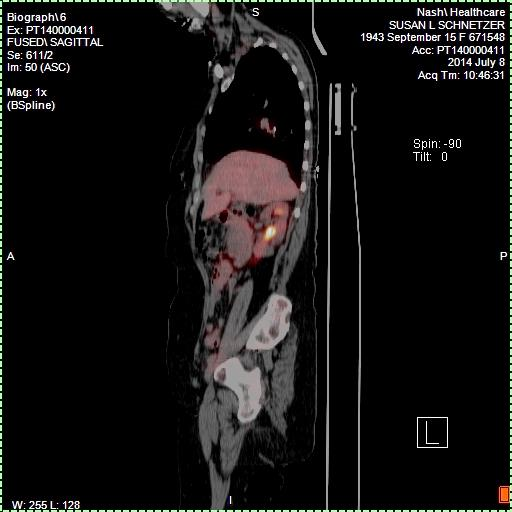 Biograph\6
Ex: PT140000411
FUSED\ SAGITTAL
Se: 611/2
Im: 50 (ASC)
Mag: 1x
(BSpline)
S
Nash\ Healthcare
SUSAN L SCHNETZER
1943 September 15 F 671548
Acc: PT140000411
2014 July 8
Acq Tm: 10:46:31
Spin: -90
Tilt: 0
A
P
L
W: 255 L: 128
I